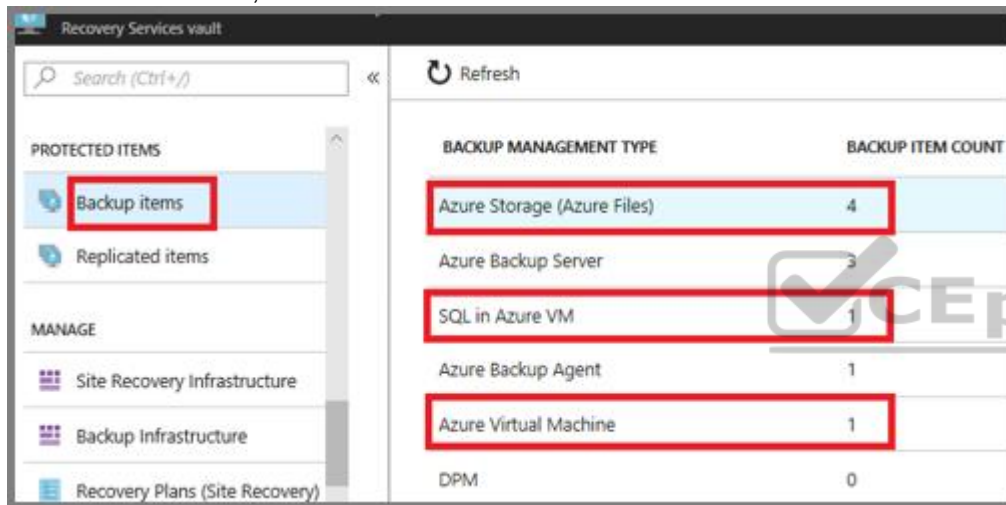 Recovery Services vault
Search (Ctrl+/)
«
Refresh
PROTECTED ITEMS
BACKUP MANAGEMENT TYPE BACKUP ITEM COUNT
Backup items
Azure Storage (Azure Files) 4
Replicated items
Azure Backup Server 3
MANAGE
SQL in Azure VM 1
CEp
Site Recovery Infrastructure
Azure Backup Agent 1
Backup Infrastructure
Azure Virtual Machine 1
Recovery Plans (Site Recovery)
DPM 0